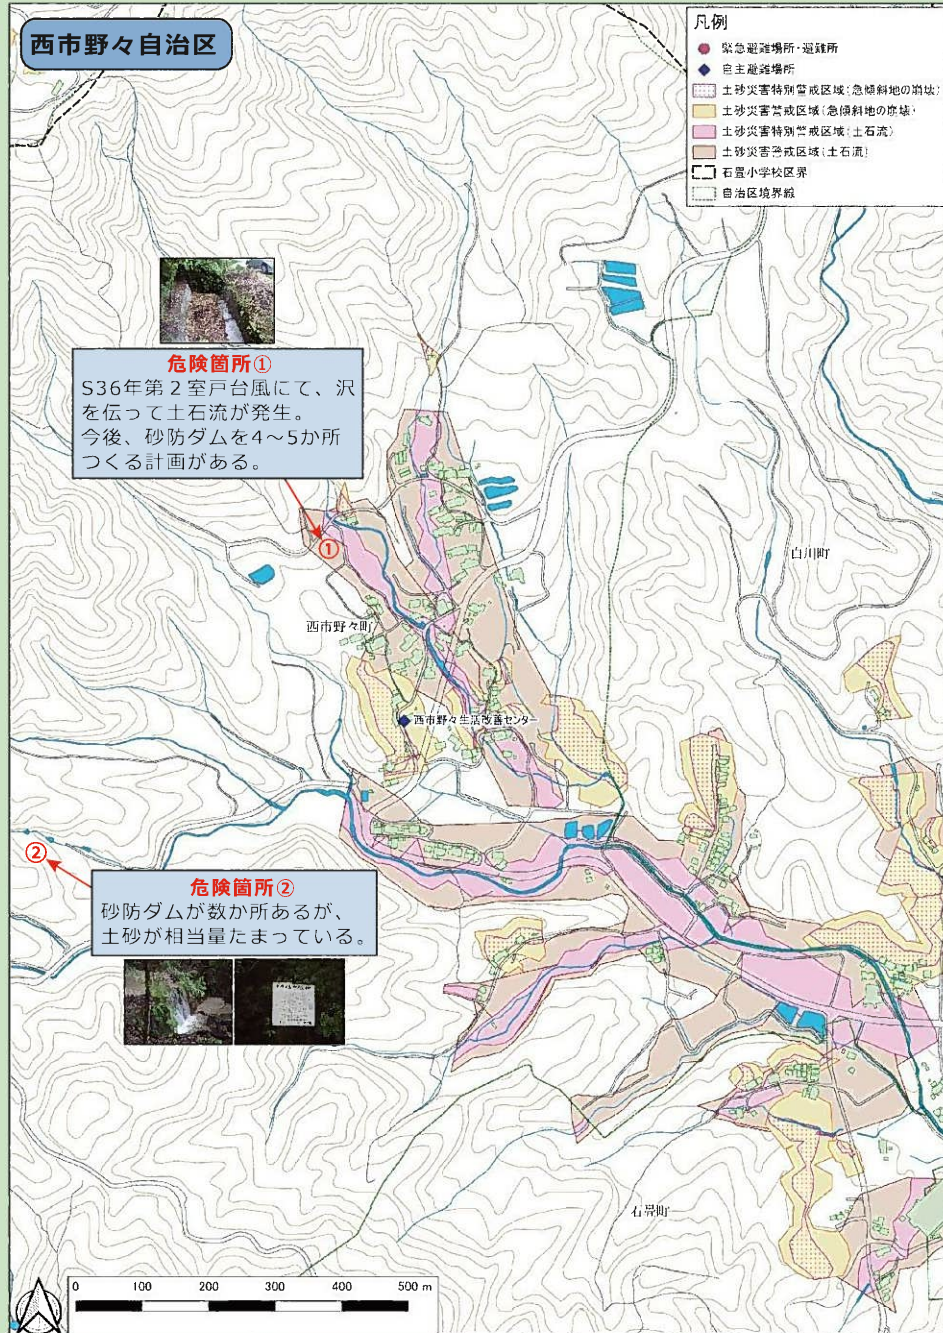 西市野々自治区
凡例
緊急避難場所・避難所
自主避難場所
土砂災害特別警戒区域(急傾斜地の崩壊)
土砂災害警戒区域(急傾斜地の崩壊)
土砂災害特別警戒区域(土石流)
土砂災害警戒区域(土石流)
石畳小学校区界
自治区境界線
危険箇所①
S36年第2室戸台風にて、沢
を伝って土石流が発生。
今後、砂防ダムを4～5か所
つくる計画がある。
①
白川町
西市野々町
西市野々生活改善センター
②
危険箇所②
砂防ダムが数か所あるが、
土砂が相当量たまっている。
石畳町
0 100 200 300 400 500 m